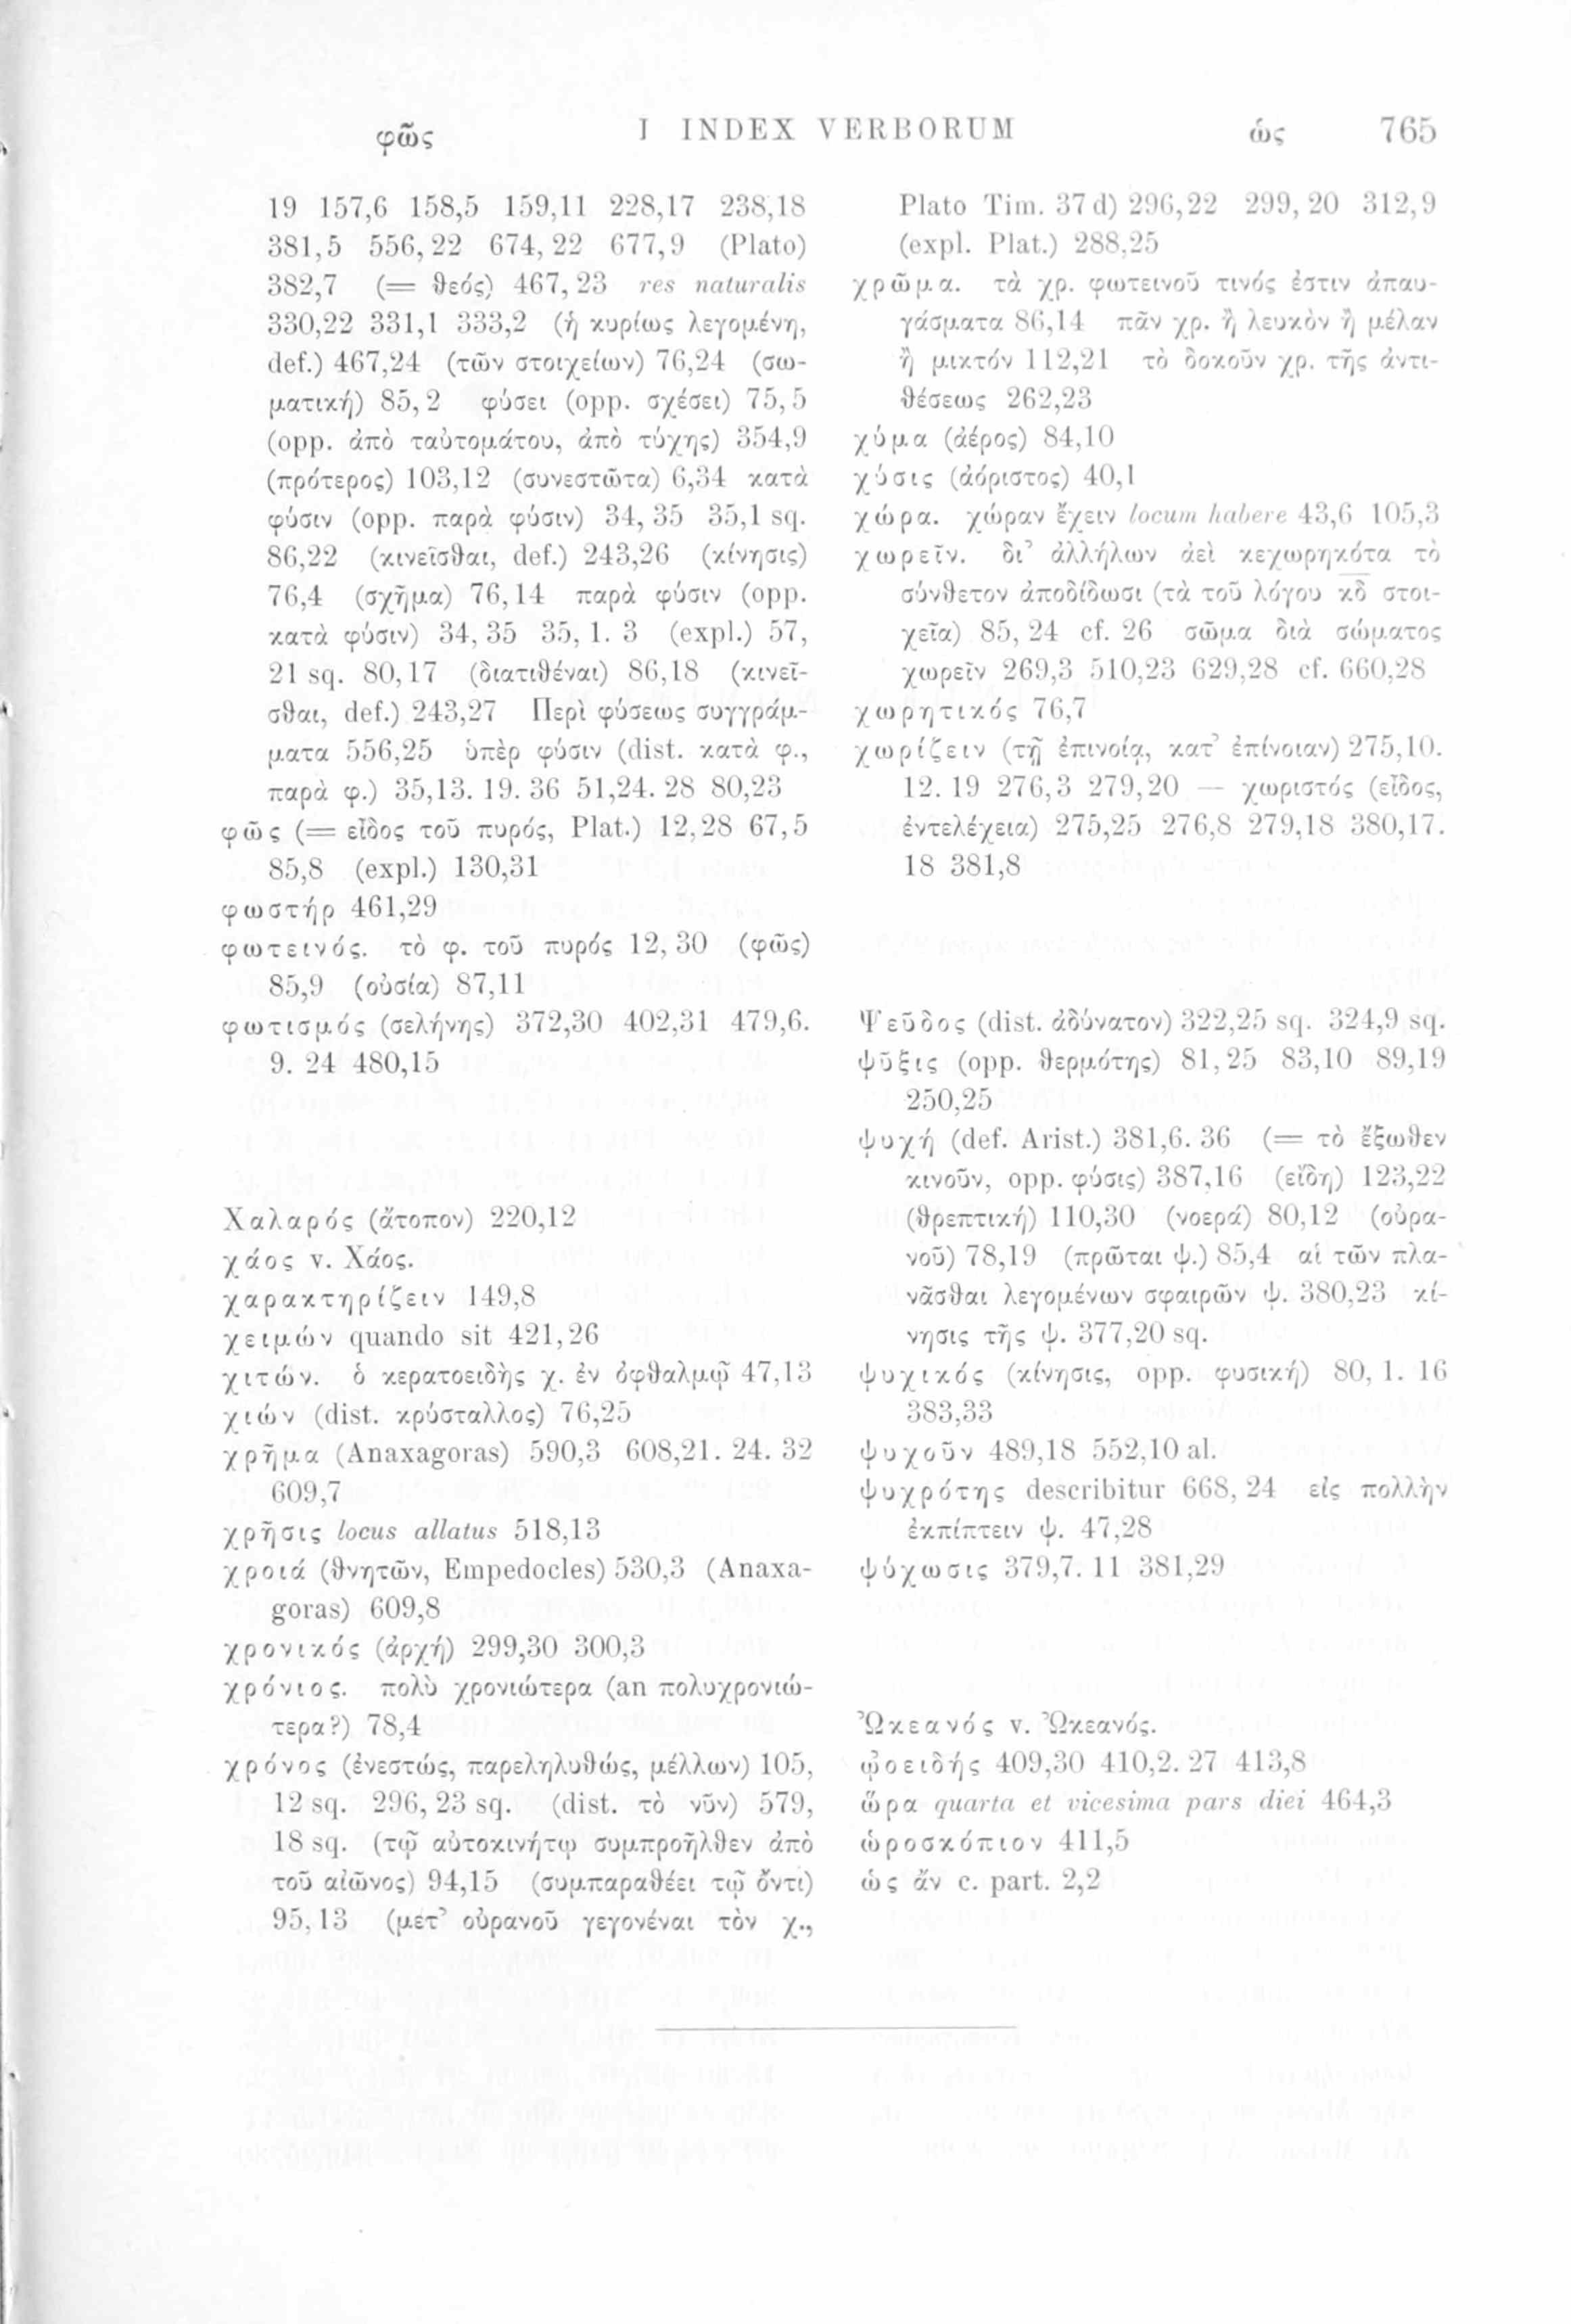 φῶς I INDEX VERBORUM ὡς 765
19 157,6 158,5 159,11 228,17 238,18
381,5 556,22 674,22 677,9 (Plato)
382,7 (= θεός) 467,23 res naturalis
330,22 331,1 333,2 (ἡ κυρίως λεγομένη,
def.) 467,24 (τῶν στοιχείων) 76,24 (σω-
ματική) 85,2 φύσει (opp. σχέσει) 75,5
(opp. ἀπὸ ταὐτομάτου, ἀπὸ τύχης) 354,9
(πρότερος) 103,12 (συνεστῶτα) 6,34 κατὰ
φύσιν (opp. παρὰ φύσιν) 34,35 35,1 sq.
86,22 (κινεῖσθαι, def.) 243,26 (κίνησις)
76,4 (σχῆμα) 76,14 παρὰ φύσιν (opp.
κατὰ φύσιν) 34,35 35,1. 3 (expl.) 57,
21 sq. 80,17 (διατιθέναι) 86,18 (κινεῖ-
σθαι, def.) 243,27 Περὶ φύσεως συγγράμ-
ματα 556,25 ὑπὲρ φύσιν (dist. κατὰ φ.,
παρὰ φ.) 35,13. 19. 36 51,24. 28 80,23
φῶς (= εἶδος τοῦ πυρός, Plat.) 12,28 67,5
85,8 (expl.) 130,31
φωστήρ 461,29
φωτεινός. τὸ φ. τοῦ πυρός 12,30 (φῶς)
85,9 (οὐσία) 87,11
φωτισμός (σελήνης) 372,30 402,31 479,6.
9. 24 480,15
Χαλαρός (ἄτοπον) 220,12
χάος v. Χάος.
χαρακτηρίζειν 149,8
χειμών quando sit 421,26
χιτών. ὁ κερατοειδὴς χ. ἐν ὀφθαλμῷ 47,13
χιών (dist. κρύσταλλος) 76,25
χρῆμα (Anaxagoras) 590,3 608,21. 24. 32
609,7
χρῆσις locus allatus 518,13
χροιά (θνητῶν, Empedocles) 530,3 (Anaxa-
goras) 609,8
χρονικός (ἀρχή) 299,30 300,3
χρόνιος. πολὺ χρονιώτερα (an πολυχρονιώ-
τερα?) 78,4
χρόνος (ἐνεστώς, παρεληλυθώς, μέλλων) 105,
12 sq. 296,23 sq. (dist. τὸ νῦν) 579,
18 sq. (τῷ αὐτοκινήτῳ συμπροῆλθεν ἀπὸ
τοῦ αἰῶνος) 94,15 (συμπαραθέει τῷ ὄντι)
95,13 (μετ’ οὐρανοῦ γεγονέναι τὸν χ.,
Plato Tim. 37 d) 296,22 299,20 312,9
(expl. Plat.) 288,25
χρῶμα. τὰ χρ. φωτεινοῦ τινός ἐστιν ἀπαυ-
γάσματα 86,14 πᾶν χρ. ἢ λευκὸν ἢ μέλαν
ἢ μικτόν 112,21 τὸ δοκοῦν χρ. τῆς ἀντι-
θέσεως 262,23
χύμα (ἀέρος) 84,10
χύσις (ἀόριστος) 40,1
χώρα. χώραν ἔχειν locum habere 43,6 105,3
χωρεῖν. δι’ ἀλλήλων ἀεὶ κεχωρηκότα τὸ
σύνθετον ἀποδίδωσι (τὰ τοῦ λόγου κδ στοι-
χεῖα) 85,24 cf. 26 σῶμα διὰ σώματος
χωρεῖν 269,3 510,23 629,28 cf. 660,28
χωρητικός 76,7
χωρίζειν (τῇ ἐπινοίᾳ, κατ’ ἐπίνοιαν) 275,10.
12. 19 276,3 279,20 — χωριστός (εἶδος,
ἐντελέχεια) 275,25 276,8 279,18 380,17.
18 381,8
Ψεῦδος (dist. ἀδύνατον) 322,25 sq. 324,9 sq.
ψῦξις (opp. θερμότης) 81,25 83,10 89,19
250,25
ψυχή (def. Arist.) 381,6. 36 (= τὸ ἔξωθεν
κινοῦν, opp. φύσις) 387,16 (εἴδη) 123,22
(θρεπτική) 110,30 (νοερά) 80,12 (οὐρα-
νοῦ) 78,19 (πρῶται ψ.) 85,4 αἱ τῶν πλα-
νᾶσθαι λεγομένων σφαιρῶν ψ. 380,23 κί-
νησις τῆς ψ. 377,20 sq.
ψυχικός (κίνησις, opp. φυσική) 80,1. 16
383,33
ψυχοῦν 489,18 552,10 al.
ψυχρότης describitur 668,24 εἰς πολλὴν
ἐκπίπτειν ψ. 47,28
ψύχωσις 379,7. 11 381,29
Ὠκεανός v. Ὠκεανός.
ᾠοειδής 409,30 410,2. 27 413,8
ὥρα quarta et vicesima pars diei 464,3
ὡροσκόπιον 411,5
ὡς ἄν c. part. 2,2